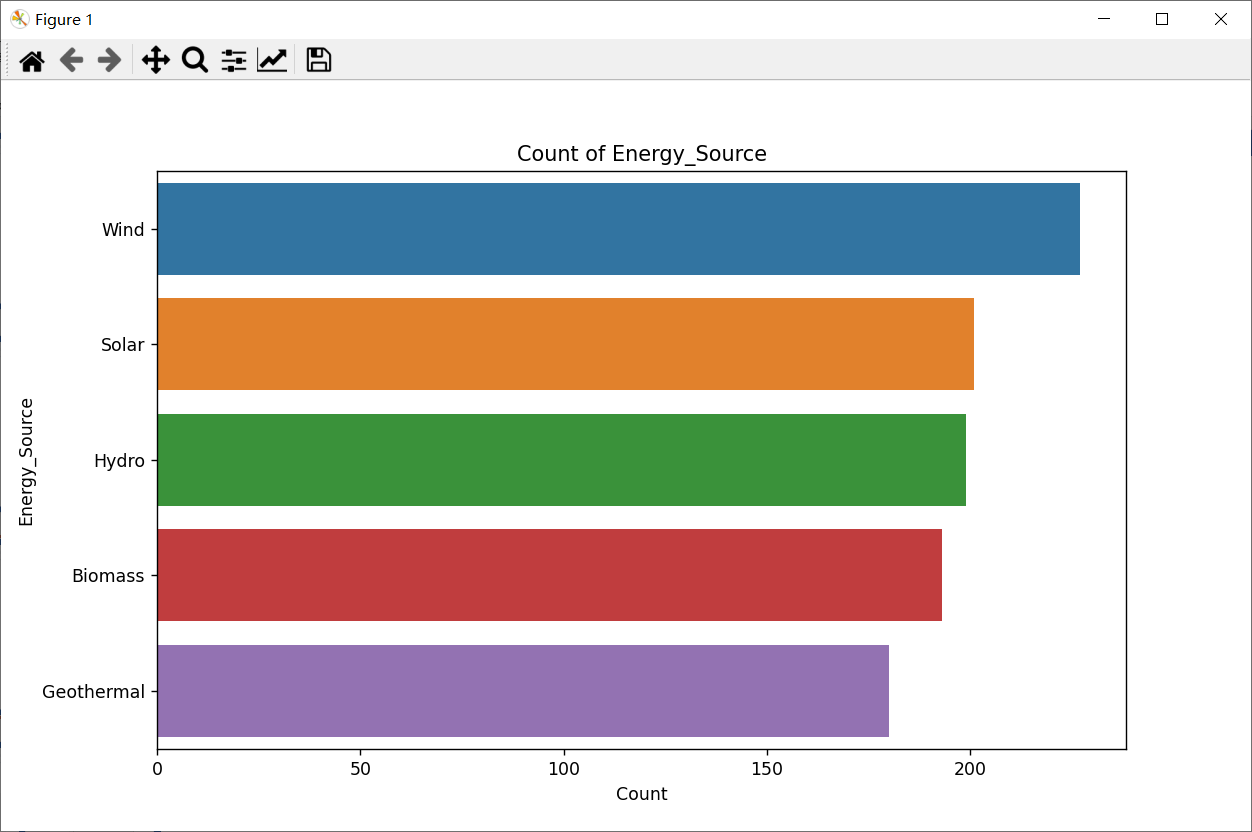 Figure 1
Count of Energy_Source
Wind
Solar
Hydro
Biomass
Geothermal
Energy_Source
0 50 100 150 200
Count